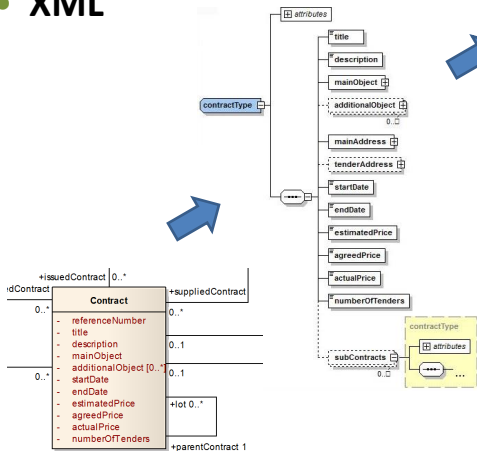 XML
attributes
title
description
mainObject
contractType
additionalObject
0..□
mainAddress
tenderAddress
startDate
endDate
estimatedPrice
agreedPrice
actualPrice
numberOfTenders
contractType
attributes
subContracts
...
0..□
+issuedContract 0..*
+suppliedContract
0..*
Contract
0..*
- referenceNumber
- title
- description
0..1
- mainObject
- additionalObject [0..*]
0..*
0..1
- startDate
- endDate
- estimatedPrice
+lot 0..*
- agreedPrice
- actualPrice
- numberOfTenders
+parentContract 1